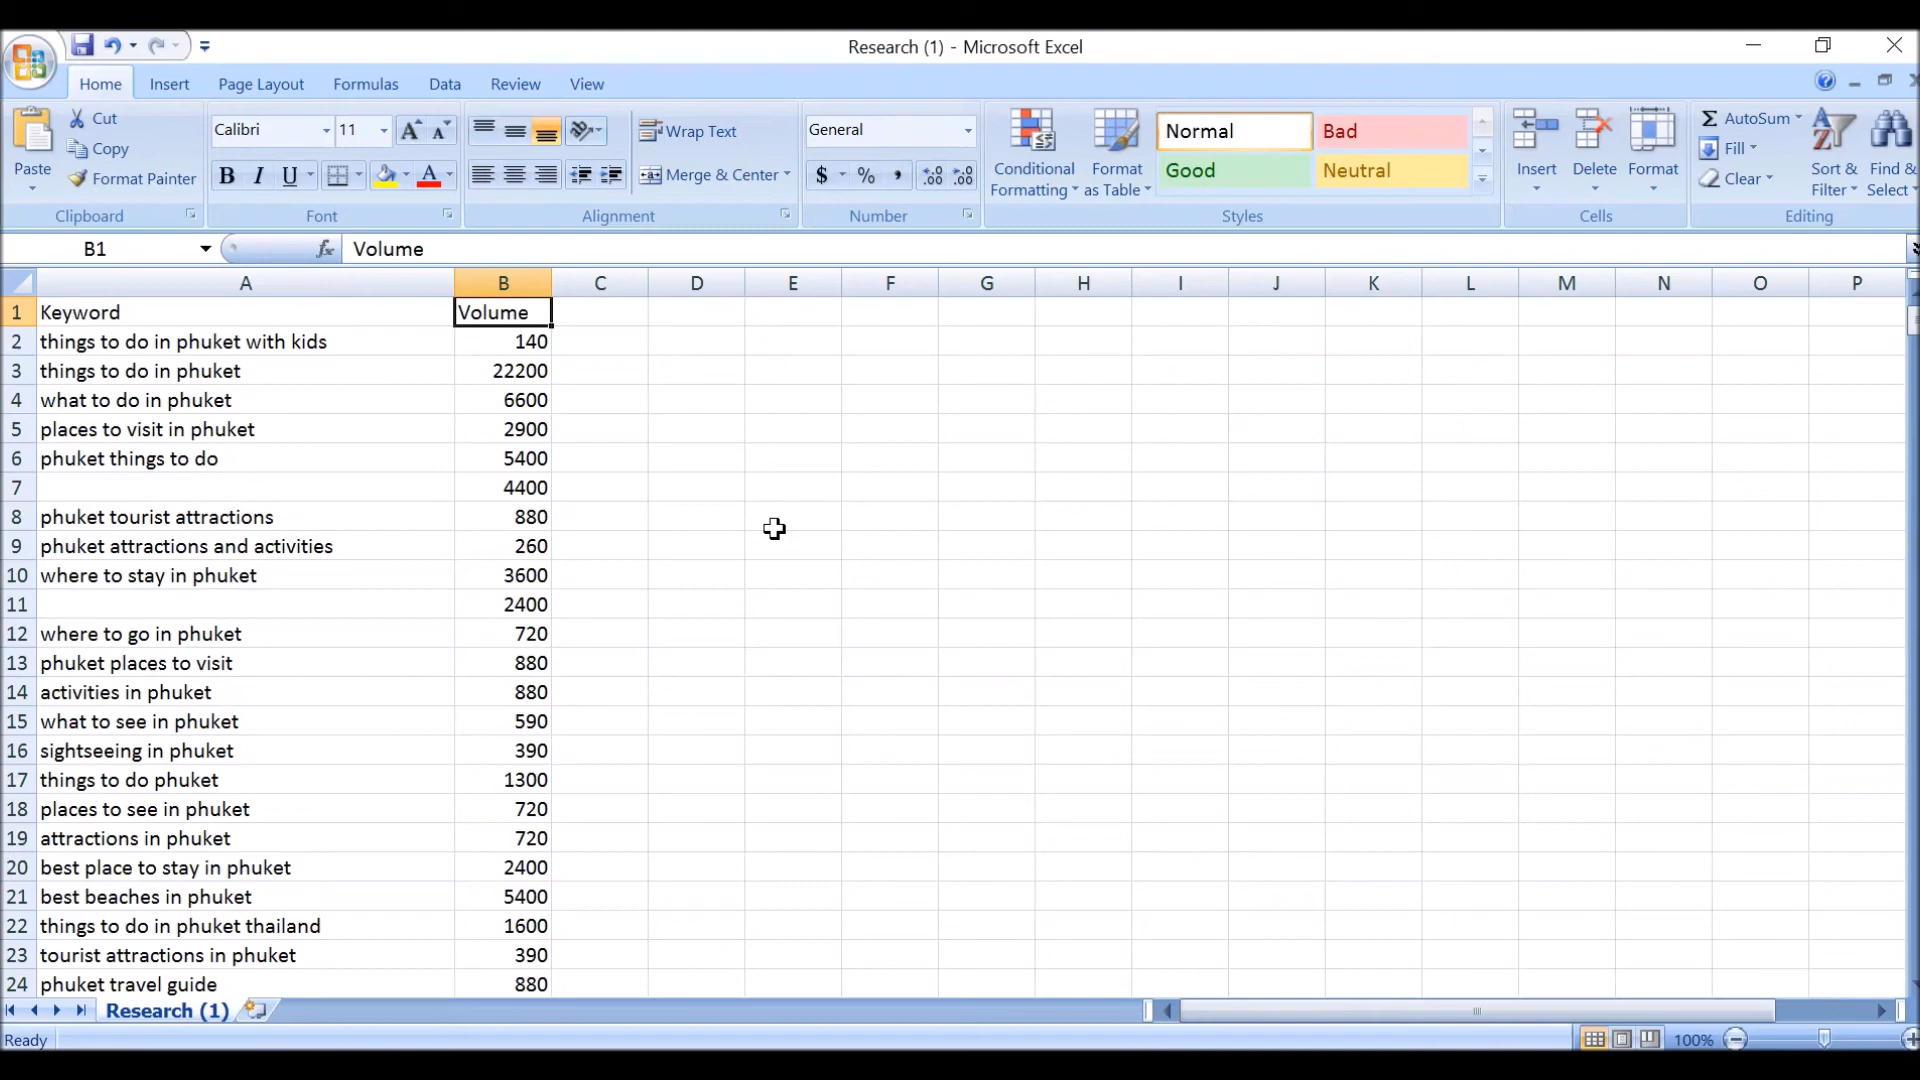 Research (1) - Microsoft Excel
Home Insert Page Layout Formulas Data Review View
Paste
Cut
Copy
Format Painter
Clipboard
Calibri 11
B I U
Font
Wrap Text
Merge & Center
Alignment
General
$ % ,
Number
Conditional Formatting
Format as Table
Normal Bad
Good Neutral
Styles
Insert Delete Format
Cells
AutoSum
Fill
Clear
Sort & Filter
Find & Select
Editing
B1 fx Volume
A B C D E F G H I J K L M N O P
1 Keyword Volume
2 things to do in phuket with kids 140
3 things to do in phuket 22200
4 what to do in phuket 6600
5 places to visit in phuket 2900
6 phuket things to do 5400
7 4400
8 phuket tourist attractions 880
9 phuket attractions and activities 260
10 where to stay in phuket 3600
11 2400
12 where to go in phuket 720
13 phuket places to visit 880
14 activities in phuket 880
15 what to see in phuket 590
16 sightseeing in phuket 390
17 things to do phuket 1300
18 places to see in phuket 720
19 attractions in phuket 720
20 best place to stay in phuket 2400
21 best beaches in phuket 5400
22 things to do in phuket thailand 1600
23 tourist attractions in phuket 390
24 phuket travel guide 880
Research (1)
Ready 100%